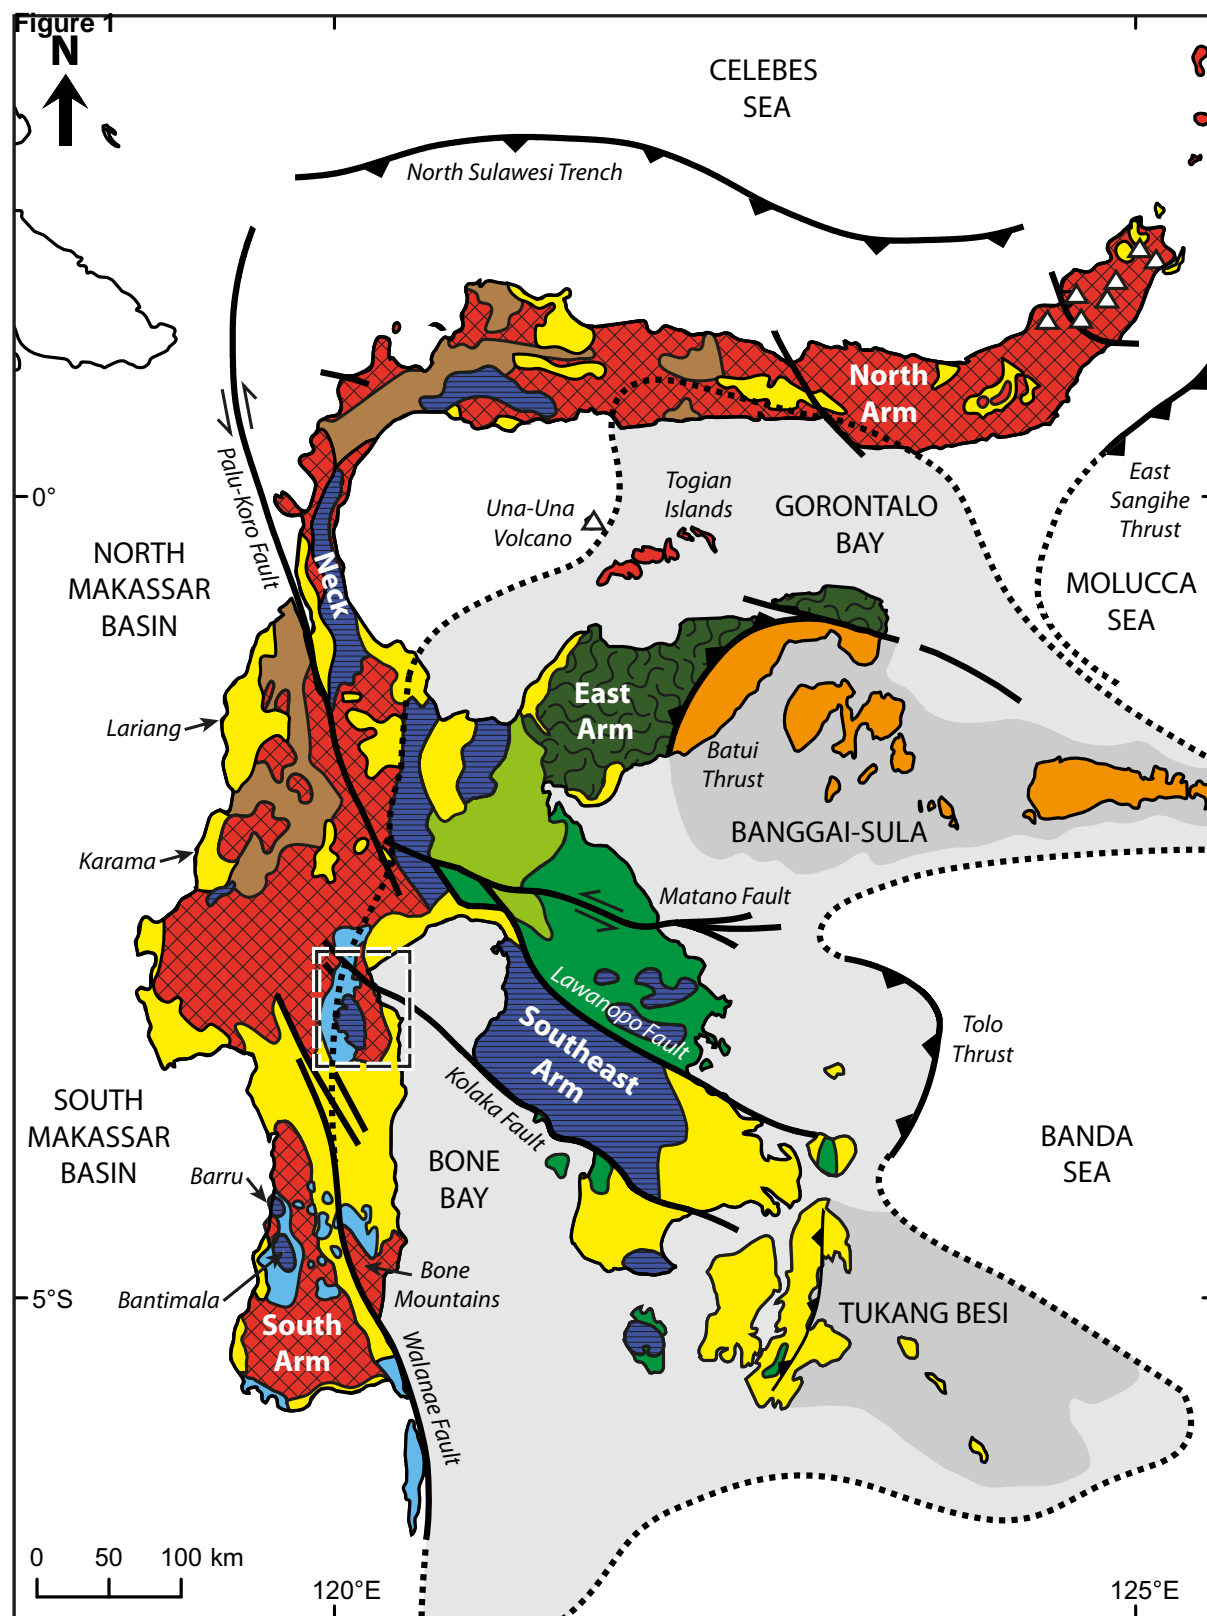 Figure 1
N
CELEBES
SEA
North Sulawesi Trench
North
Arm
Palu-Koro Fault
0°
Una-Una
Volcano
Togian
Islands
GORONTALO
BAY
East
Sangihe
Thrust
NORTH
MAKASSAR
BASIN
Neck
MOLUCCA
SEA
East
Arm
Lariang
Batui
Thrust
BANGGAI-SULA
Karama
Matano Fault
Lawanopo Fault
Southeast
Arm
Tolo
Thrust
Kolaka Fault
SOUTH
MAKASSAR
BASIN
Barru
BONE
BAY
BANDA
SEA
Bantimala
Bone
Mountains
5°S
South
Arm
TUKANG BESI
Walanae Fault
0 50 100 km
120°E
125°E